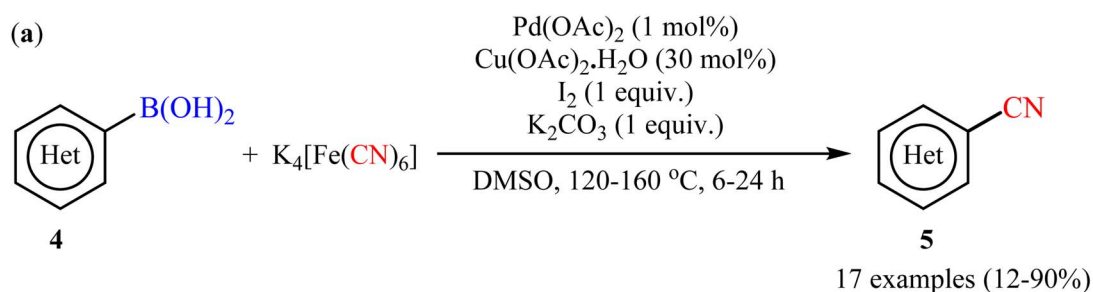 (a)
Pd(OAc)₂ (1 mol%)
Cu(OAc)₂.H₂O (30 mol%)
I₂ (1 equiv.)
K₂CO₃ (1 equiv.)
B(OH)₂
Het
+ K₄[Fe(CN)₆]
DMSO, 120-160 °C, 6-24 h
CN
Het
4
5
17 examples (12-90%)